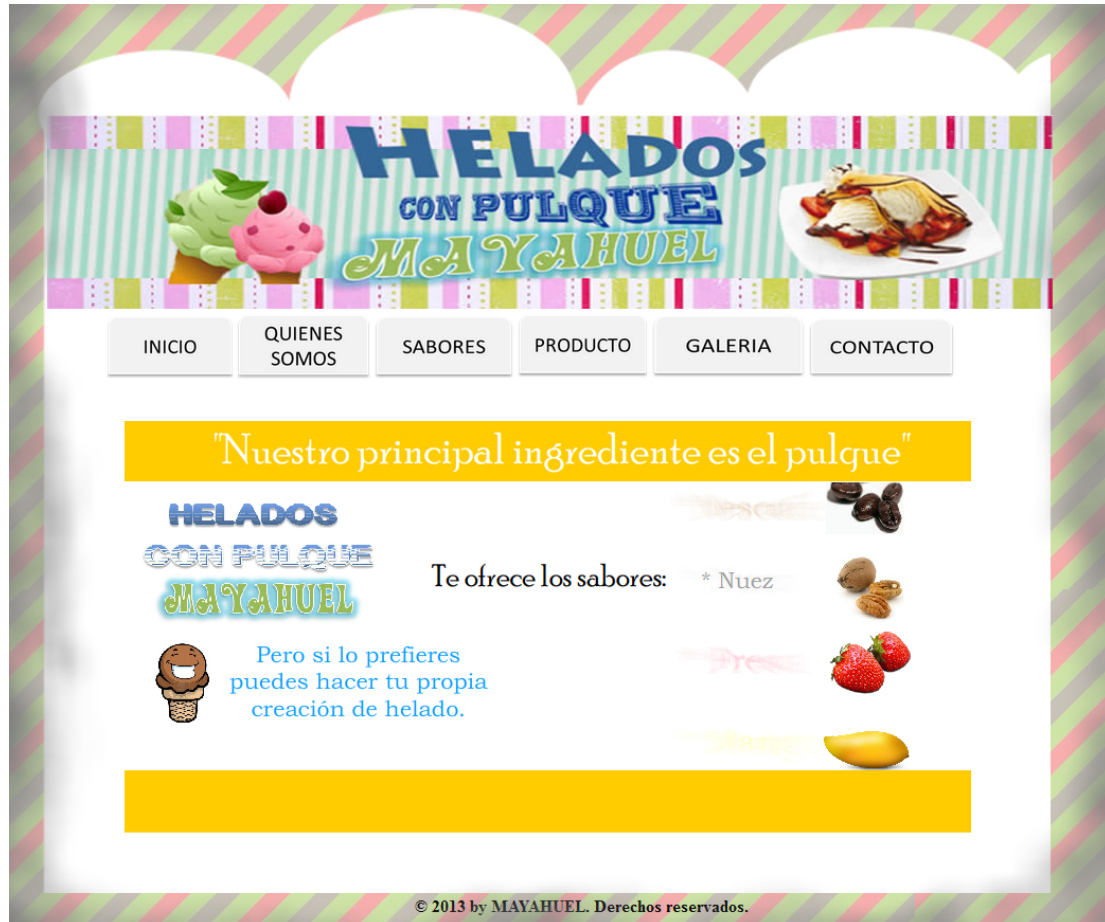 HELADOS
CON PULQUE
MAYAHUEL
INICIO
QUIENES
SOMOS
SABORES
PRODUCTO
GALERIA
CONTACTO
"Nuestro principal ingrediente es el pulque"
HELADOS
CON PULQUE
MAYAHUEL
Te ofrece los sabores:
* Nuez
Pero si lo prefieres
puedes hacer tu propia
creación de helado.
© 2013 by MAYAHUEL. Derechos reservados.